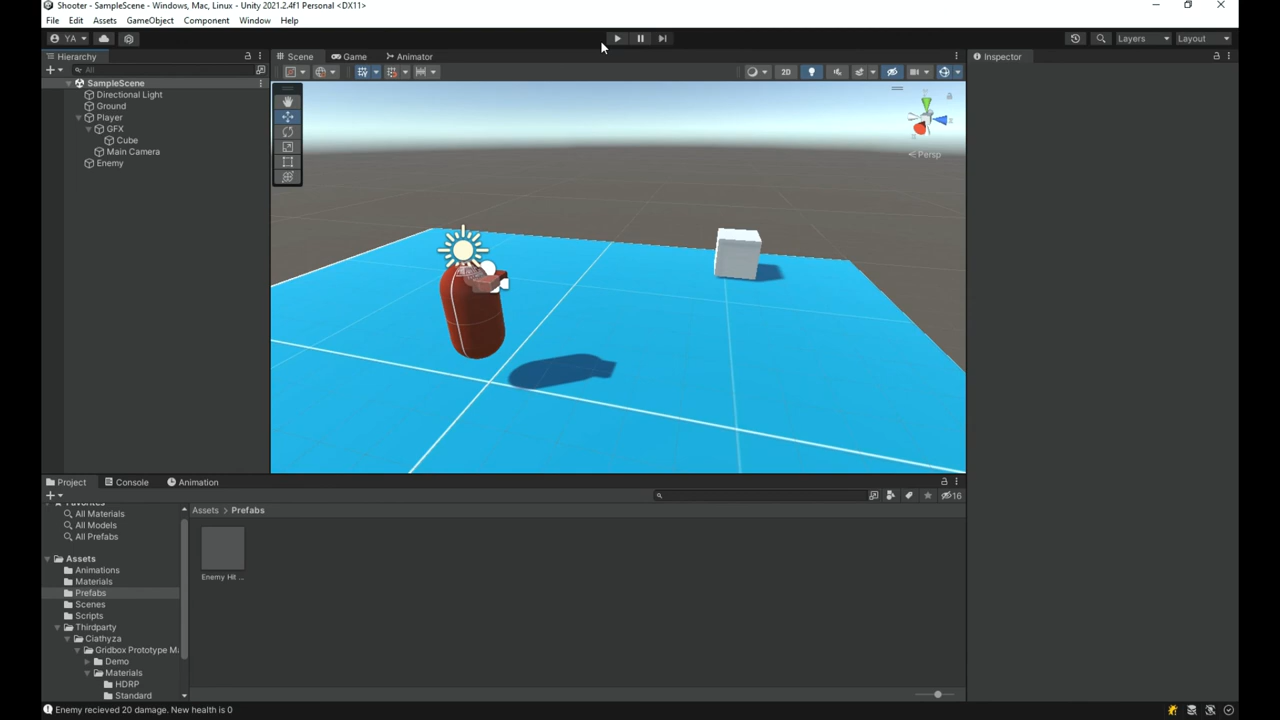 Shooter - SampleScene - Windows, Mac, Linux - Unity 2021.2.4f1 Personal <DX11>
File Edit Assets GameObject Component Window Help
YA Layers Layout
Hierarchy Scene Game Animator Inspector
All
2D
SampleScene
Directional Light
Ground
Player
GFX
Cube
Main Camera
Enemy
Persp
Project Console Animation
16
Favorites
All Materials
All Models
All Prefabs
Assets > Prefabs
Enemy Hit ...
Assets
Animations
Materials
Prefabs
Scenes
Scripts
Thirdparty
Ciathyza
Gridbox Prototype Ma
Demo
Materials
HDRP
Standard
Enemy recieved 20 damage. New health is 0